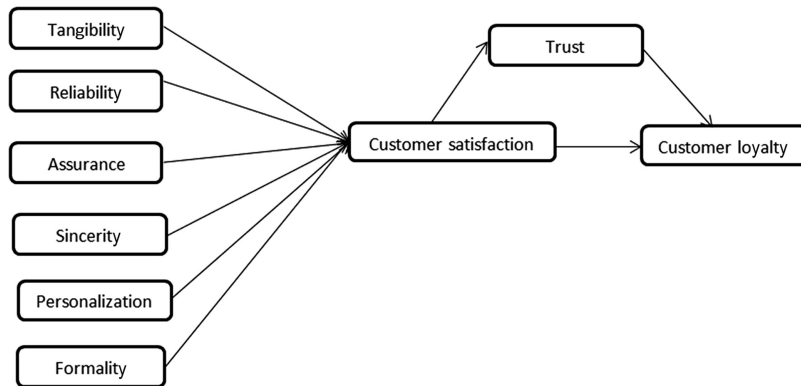 Tangibility
Reliability
Assurance
Sincerity
Personalization
Formality
Customer satisfaction
Trust
Customer loyalty